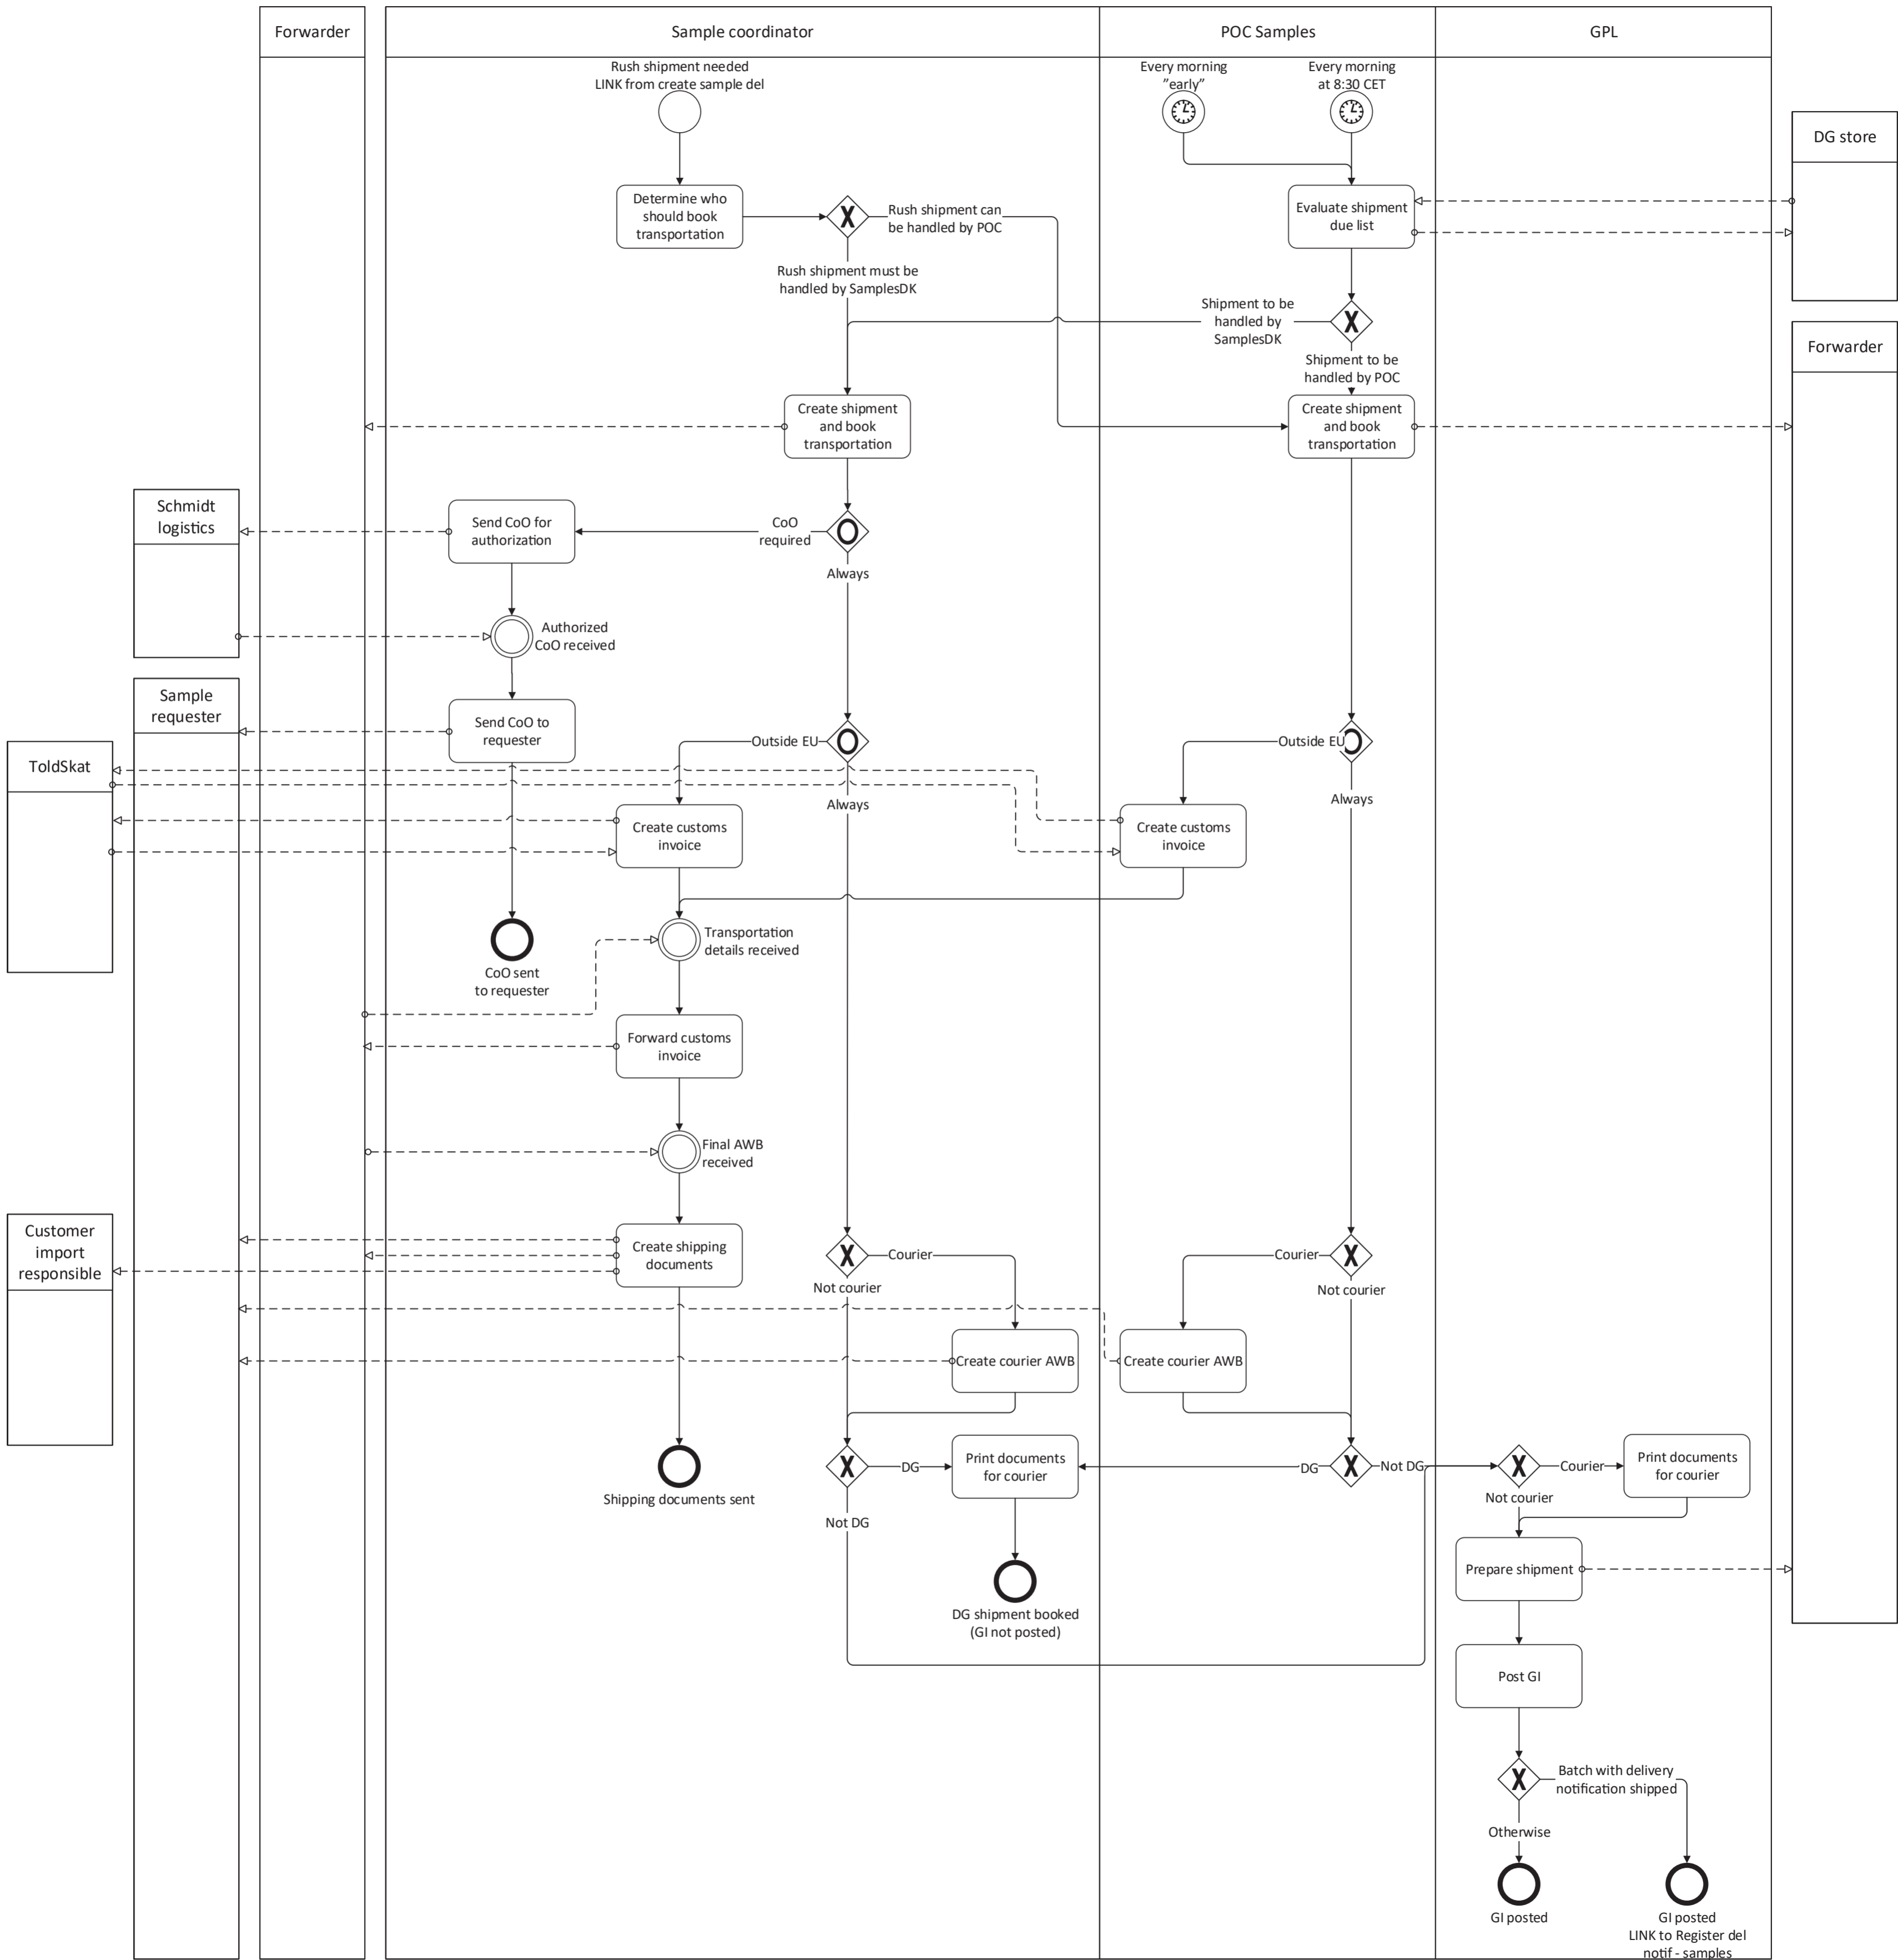 Forwarder
Sample coordinator
POC Samples
GPL
Rush shipment needed
LINK from create sample del
Every morning
”early”
Every morning
at 8:30 CET
DG store
Determine who
should book
transportation
Rush shipment can
be handled by POC
Evaluate shipment
due list
Rush shipment must be
handled by SamplesDK
Shipment to be
handled by
SamplesDK
Forwarder
Shipment to be
handled by POC
Create shipment
and book
transportation
Create shipment
and book
transportation
Schmidt
logistics
Send CoO for
authorization
CoO
required
Always
Authorized
CoO received
Sample
requester
Send CoO to
requester
Outside EU
Outside EU
ToldSkat
Always
Always
Create customs
invoice
Create customs
invoice
Transportation
details received
CoO sent
to requester
Forward customs
invoice
Final AWB
received
Customer
import
responsible
Create shipping
documents
Courier
Courier
Not courier
Not courier
Create courier AWB
Create courier AWB
Shipping documents sent
DG
Print documents
for courier
DG
Not DG
Courier
Print documents
for courier
Not courier
Not DG
Prepare shipment
DG shipment booked
(GI not posted)
Post GI
Batch with delivery
notification shipped
Otherwise
GI posted
GI posted
LINK to Register del
notif - samples